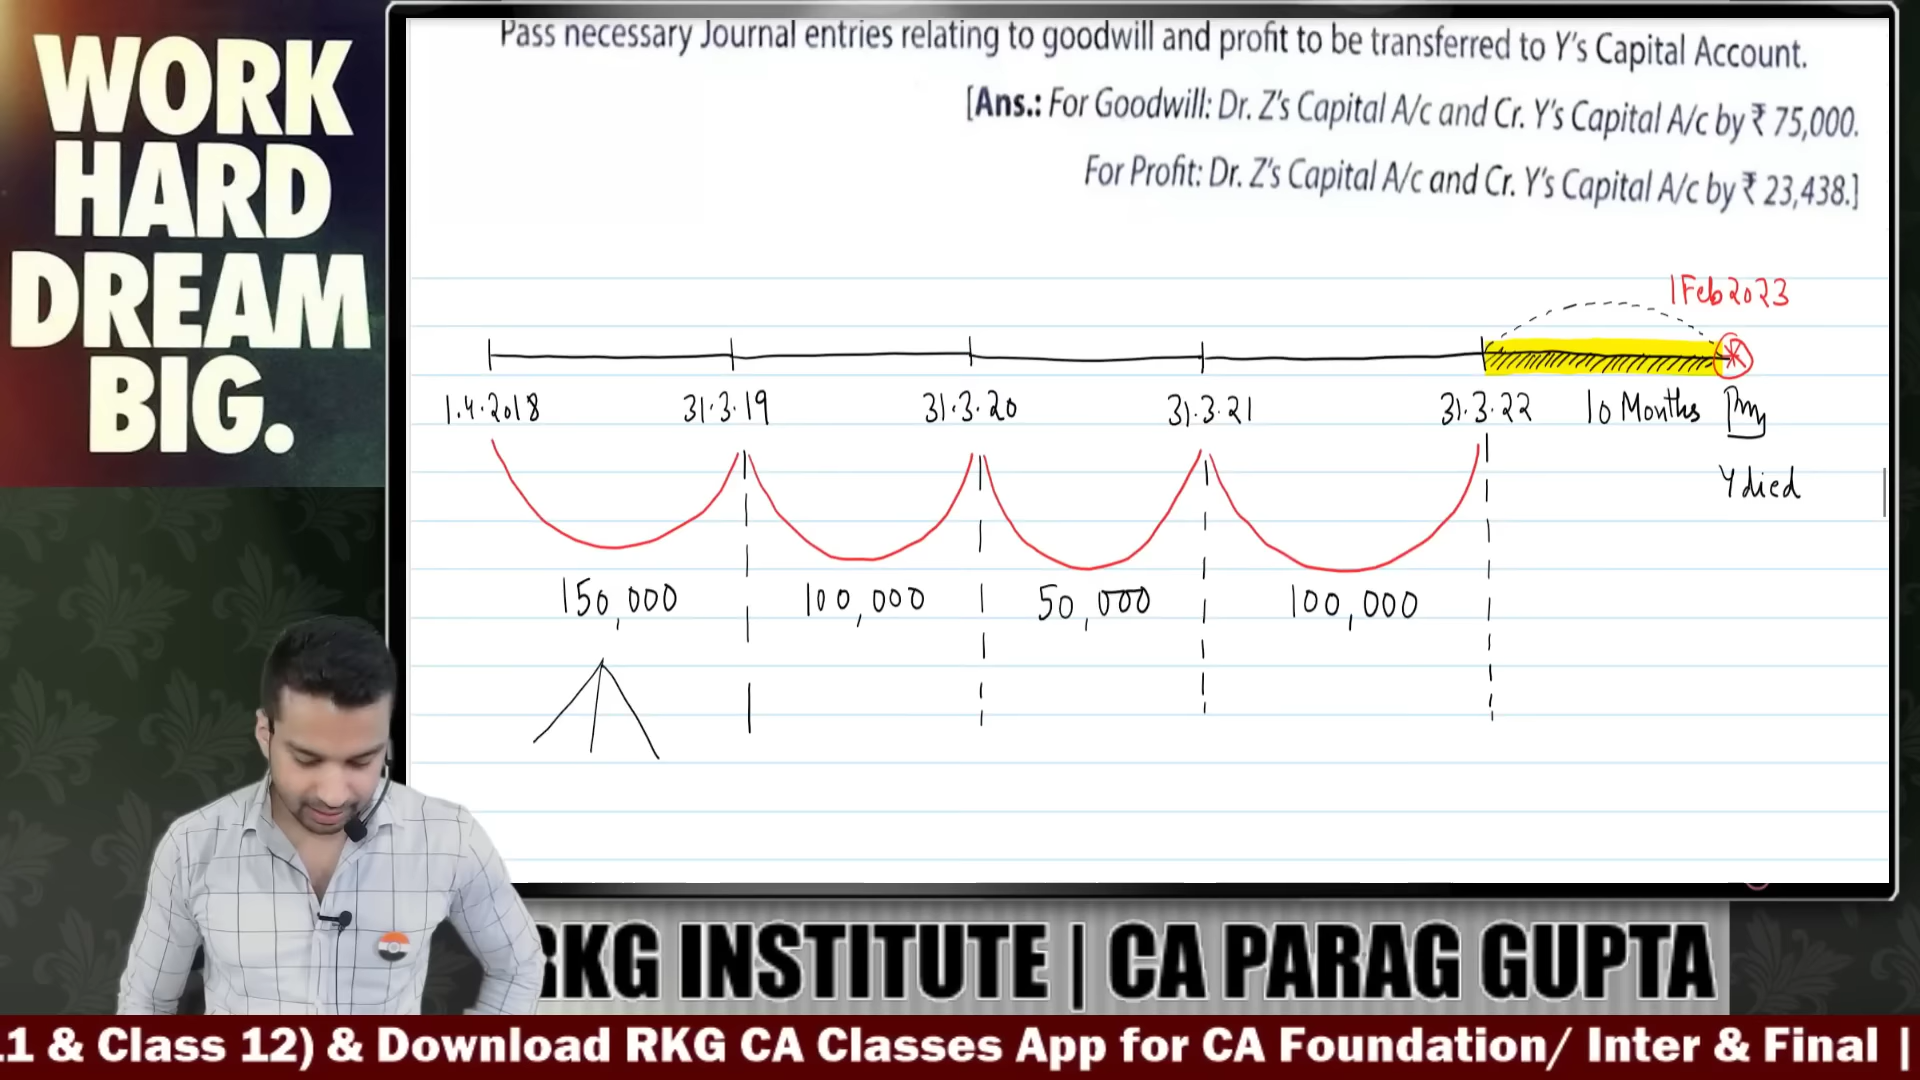 WORK
HARD
DREAM
BIG.
Pass necessary Journal entries relating to goodwill and profit to be transferred to Y's Capital Account.
[Ans.: For Goodwill: Dr. Z's Capital A/c and Cr. Y's Capital A/c by ₹ 75,000.
For Profit: Dr. Z's Capital A/c and Cr. Y's Capital A/c by ₹ 23,438.]
1 Feb 2023
1.4.2018 31.3.19 31.3.20 31.3.21 31.3.22 10 Months
Y died
150,000 100,000 50,000 100,000
RKG INSTITUTE | CA PARAG GUPTA
11 & Class 12) & Download RKG CA Classes App for CA Foundation/ Inter & Final |